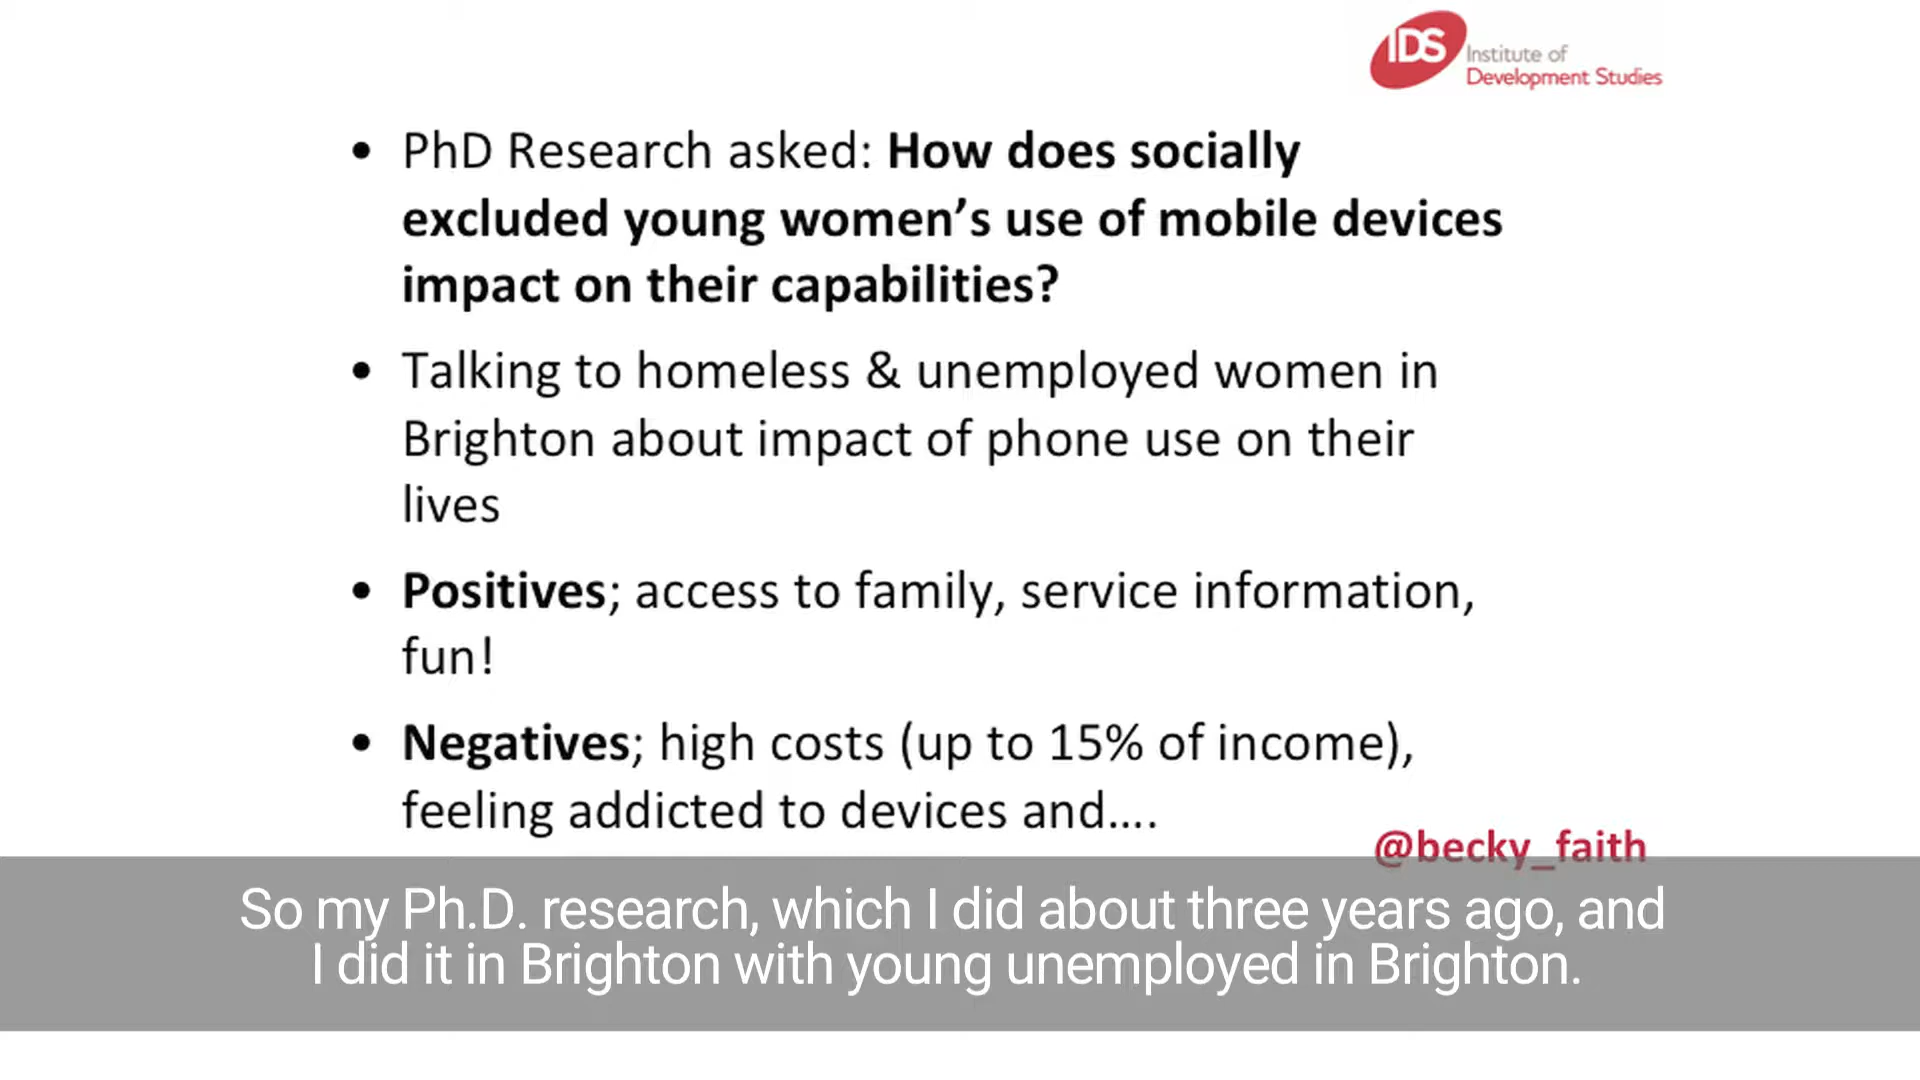 IDS Institute of
Development Studies
• PhD Research asked: How does socially
excluded young women’s use of mobile devices
impact on their capabilities?
• Talking to homeless & unemployed women in
Brighton about impact of phone use on their
lives
• Positives; access to family, service information,
fun!
• Negatives; high costs (up to 15% of income),
feeling addicted to devices and....
@becky_faith
So my Ph.D. research, which I did about three years ago, and
I did it in Brighton with young unemployed in Brighton.